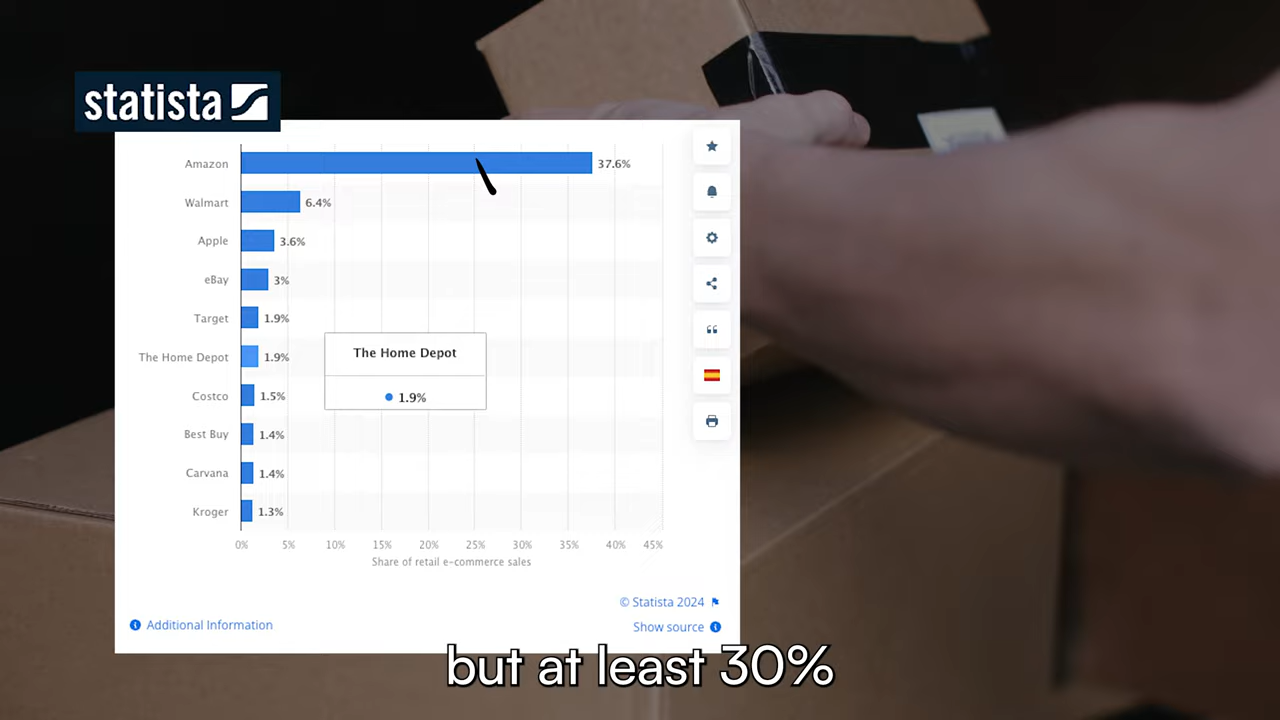 statista
Amazon 37.6%
Walmart 6.4%
Apple 3.6%
eBay 3%
Target 1.9%
The Home Depot 1.9%
The Home Depot
1.9%
Costco 1.5%
Best Buy 1.4%
Carvana 1.4%
Kroger 1.3%
0% 5% 10% 15% 20% 25% 30% 35% 40% 45%
Share of retail e-commerce sales
© Statista 2024
Additional Information
Show source
but at least 30%